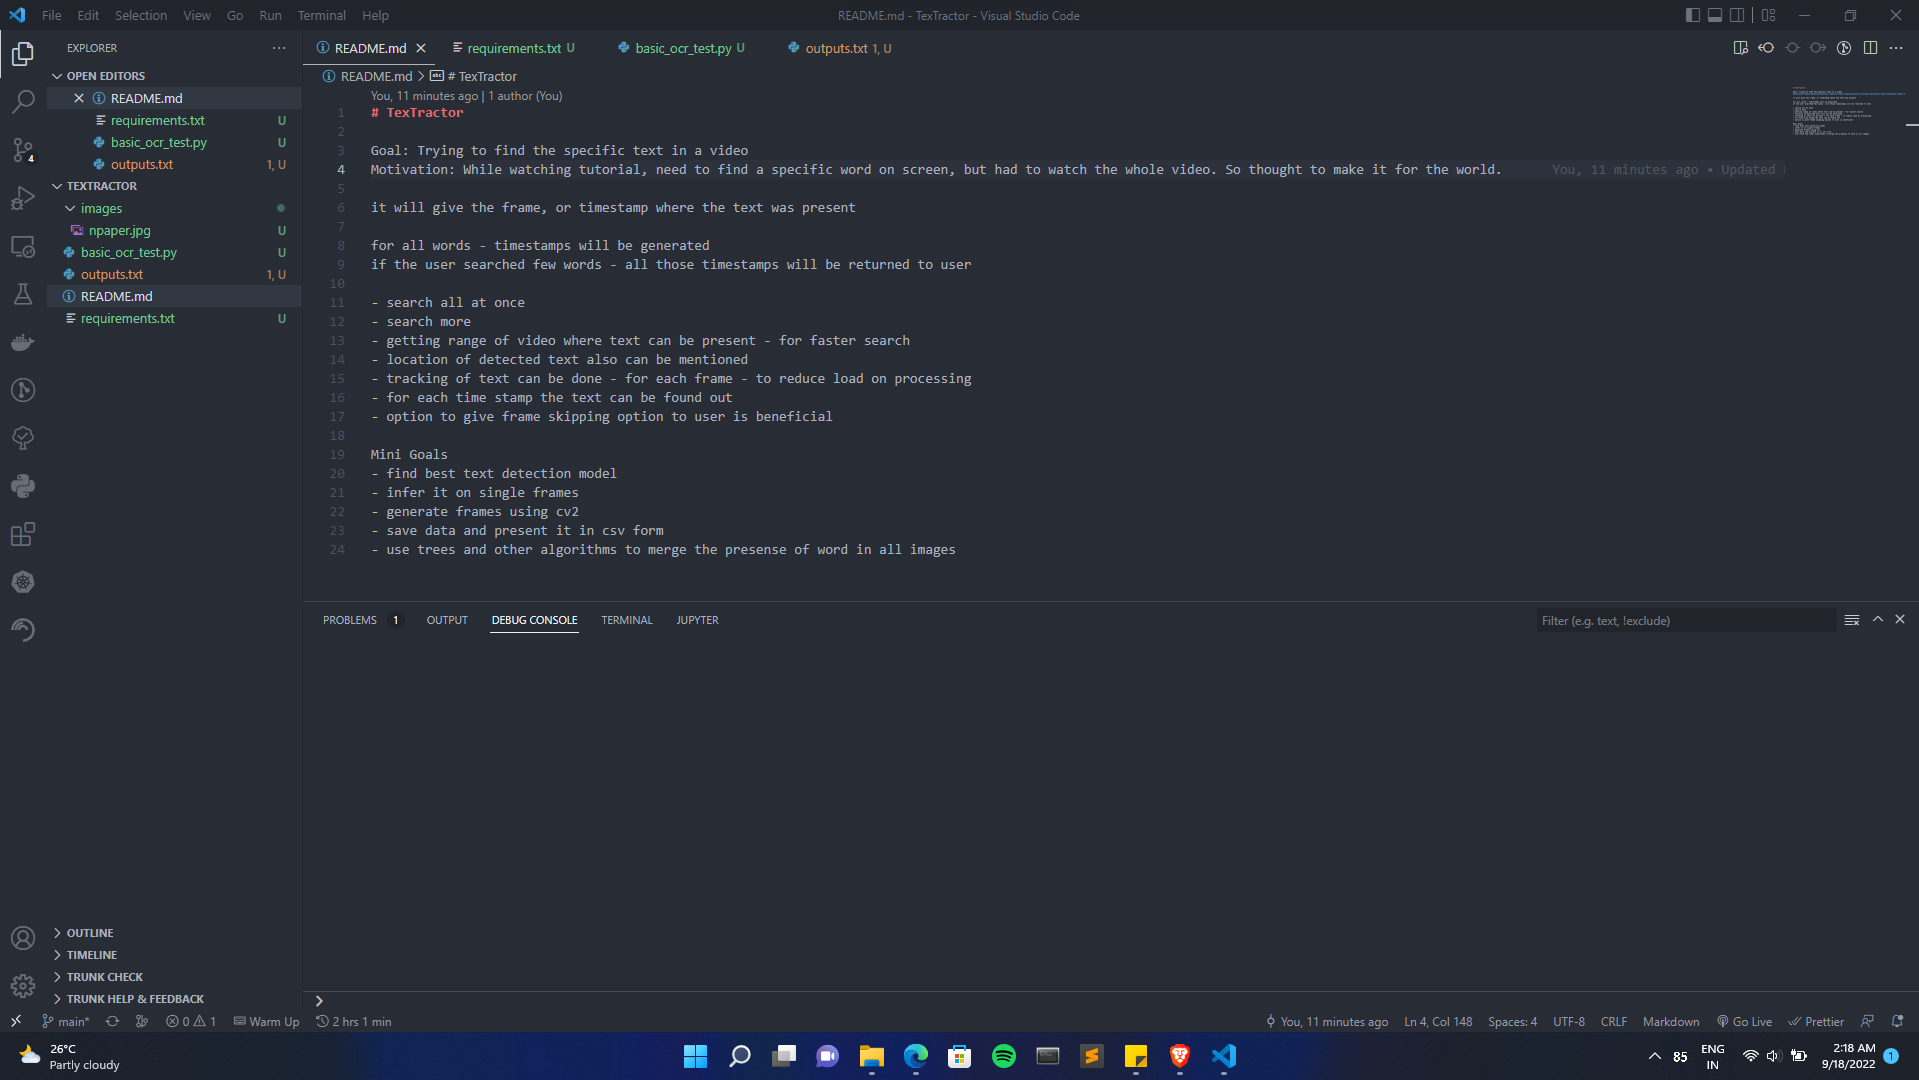 File Edit Selection View Go Run Terminal Help
README.md - TexTractor - Visual Studio Code
EXPLORER
OPEN EDITORS
README.md
requirements.txt U
basic_ocr_test.py U
outputs.txt 1, U
TEXTRACTOR
images
npaper.jpg U
basic_ocr_test.py U
outputs.txt 1, U
README.md
requirements.txt U
OUTLINE
TIMELINE
TRUNK CHECK
TRUNK HELP & FEEDBACK
4
README.md requirements.txt U basic_ocr_test.py U outputs.txt 1, U
README.md > # TexTractor
You, 11 minutes ago | 1 author (You)
1 # TexTractor
2
3 Goal: Trying to find the specific text in a video
4 Motivation: While watching tutorial, need to find a specific word on screen, but had to watch the whole video. So thought to make it for the world. You, 11 minutes ago • Updated
5
6 it will give the frame, or timestamp where the text was present
7
8 for all words - timestamps will be generated
9 if the user searched few words - all those timestamps will be returned to user
10
11 - search all at once
12 - search more
13 - getting range of video where text can be present - for faster search
14 - location of detected text also can be mentioned
15 - tracking of text can be done - for each frame - to reduce load on processing
16 - for each time stamp the text can be found out
17 - option to give frame skipping option to user is beneficial
18
19 Mini Goals
20 - find best text detection model
21 - infer it on single frames
22 - generate frames using cv2
23 - save data and present it in csv form
24 - use trees and other algorithms to merge the presense of word in all images
PROBLEMS 1 OUTPUT DEBUG CONSOLE TERMINAL JUPYTER
Filter (e.g. text, !exclude)
main* 0 1 Warm Up 2 hrs 1 min
You, 11 minutes ago Ln 4, Col 148 Spaces: 4 UTF-8 CRLF Markdown Go Live Prettier
26°C
Partly cloudy
85
ENG
IN
2:18 AM
9/18/2022
1